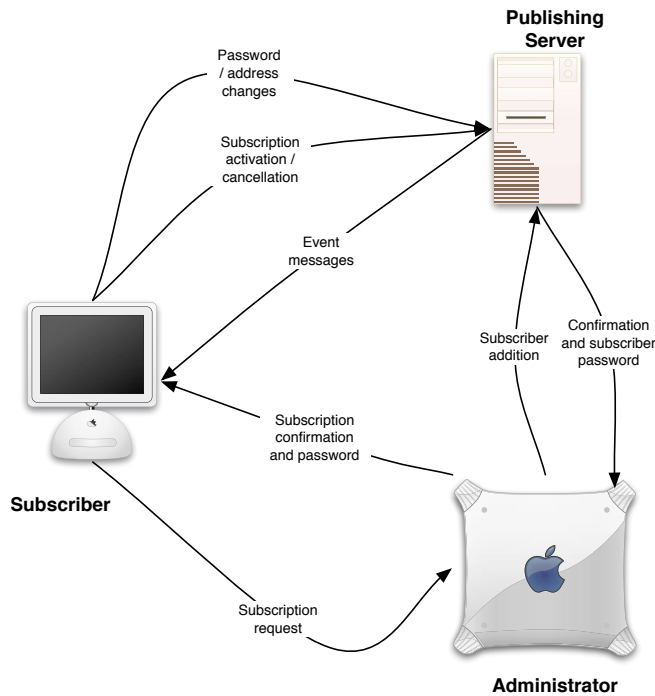 Publishing
Server
Password
/ address
changes
Subscription
activation /
cancellation
Event
messages
Subscriber
addition
Confirmation
and subscriber
password
Subscription
confirmation
and password
Subscriber
Subscription
request
Administrator